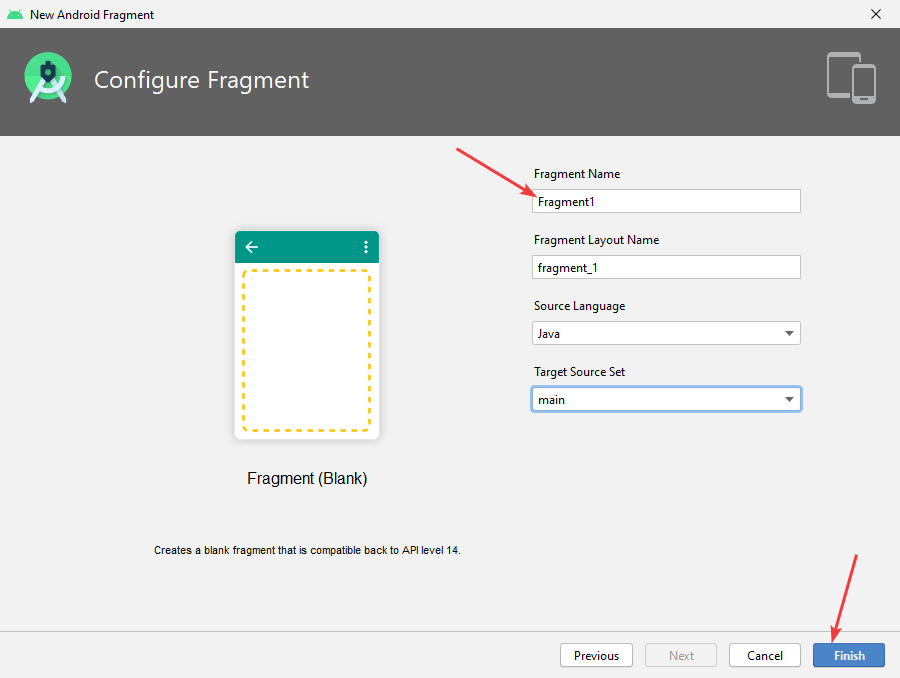 New Android Fragment
Configure Fragment
Fragment Name
Fragment1
Fragment Layout Name
fragment_1
Source Language
Java
Target Source Set
main
Fragment (Blank)
Creates a blank fragment that is compatible back to API level 14.
Previous
Next
Cancel
Finish